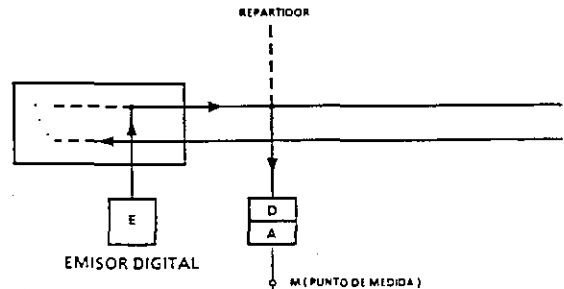 REPARTIDOR
E
D
A
EMISOR DIGITAL
M (PUNTO DE MEDIDA)